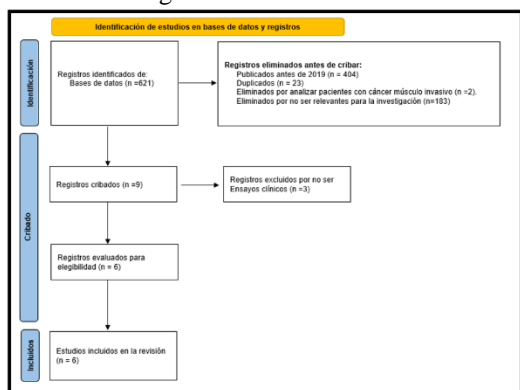 Identificación de estudios en bases de datos y registros
Identificación
Registros identificados de:
Bases de datos (n =621)
Registros eliminados antes de cribar:
Publicados antes de 2019 (n = 404)
Duplicados (n = 23)
Eliminados por analizar pacientes con cáncer músculo invasivo (n =2).
Eliminados por no ser relevantes para la investigación (n=183)
Cribado
Registros cribados (n =9)
Registros excluidos por no ser
Ensayos clínicos (n =3)
Registros evaluados para
elegibilidad (n = 6)
Incluidos
Estudios incluidos en la revisión
(n = 6)